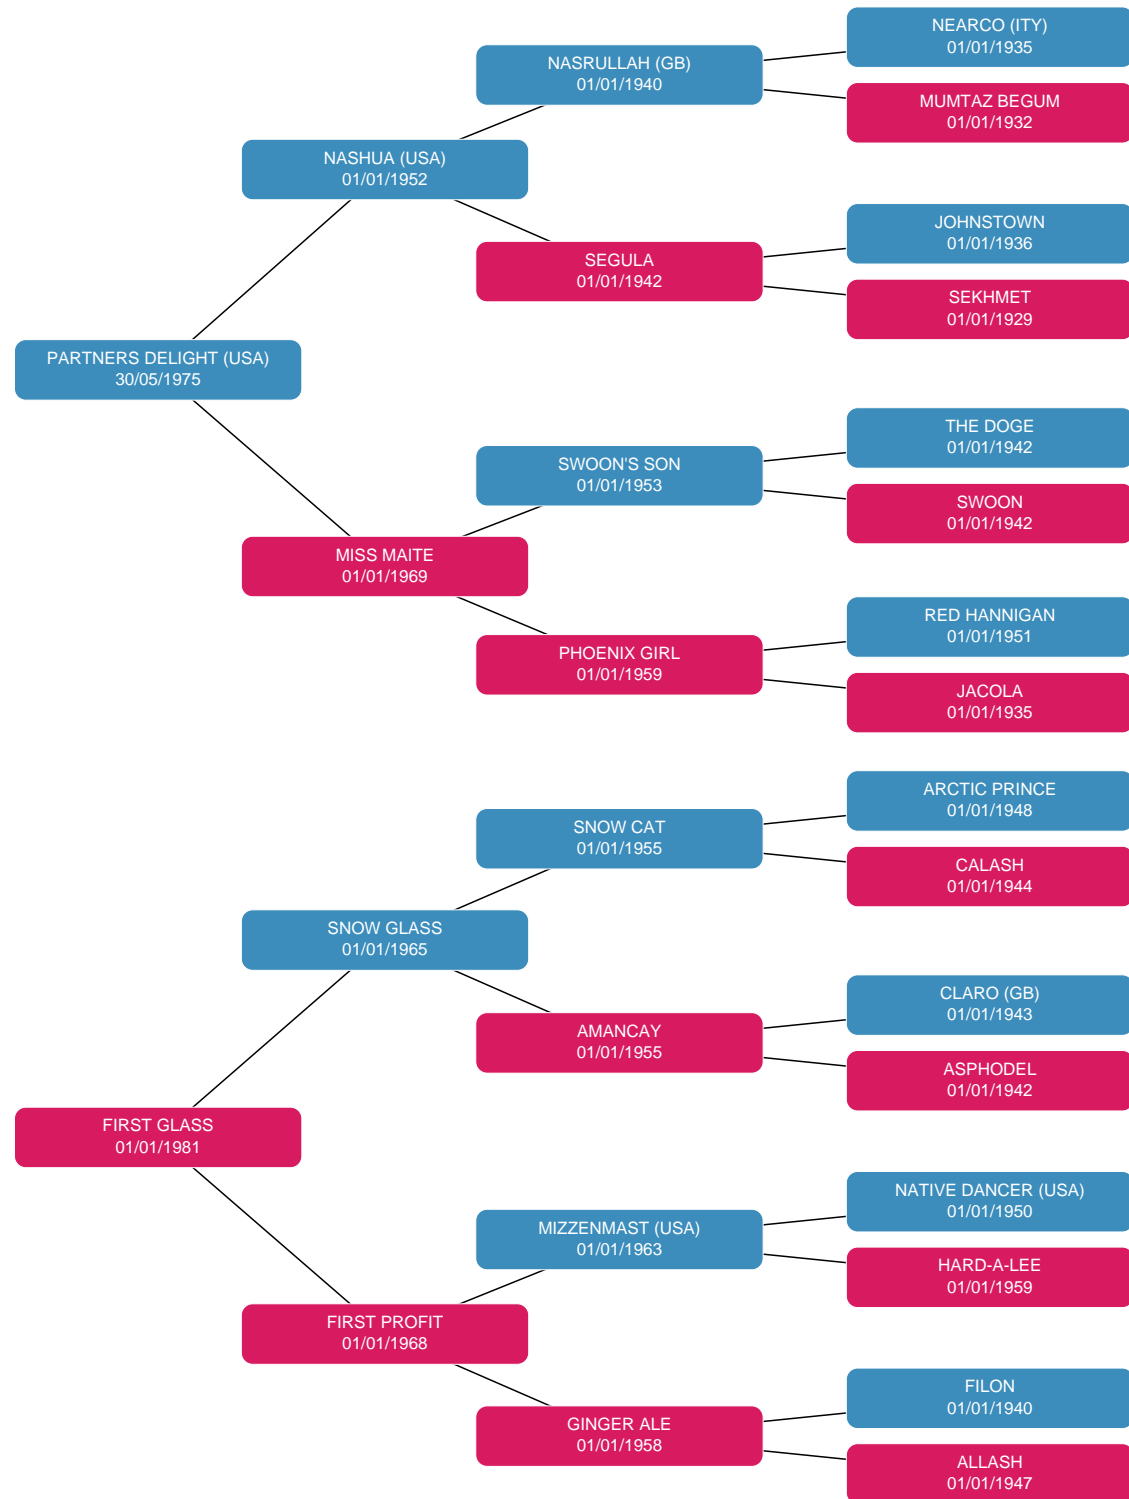 NEARCO (ITY)
01/01/1935
NASRULLAH (GB)
01/01/1940
MUMTAZ BEGUM
01/01/1932
NASHUA (USA)
01/01/1952
JOHNSTOWN
01/01/1936
SEGULA
01/01/1942
SEKHMET
01/01/1929
PARTNERS DELIGHT (USA)
30/05/1975
THE DOGE
01/01/1942
SWOON'S SON
01/01/1953
SWOON
01/01/1942
MISS MAITE
01/01/1969
RED HANNIGAN
01/01/1951
PHOENIX GIRL
01/01/1959
JACOLA
01/01/1935
ARCTIC PRINCE
01/01/1948
SNOW CAT
01/01/1955
CALASH
01/01/1944
SNOW GLASS
01/01/1965
CLARO (GB)
01/01/1943
AMANCAY
01/01/1955
ASPHODEL
01/01/1942
FIRST GLASS
01/01/1981
NATIVE DANCER (USA)
01/01/1950
MIZZENMAST (USA)
01/01/1963
HARD-A-LEE
01/01/1959
FIRST PROFIT
01/01/1968
FILON
01/01/1940
GINGER ALE
01/01/1958
ALLASH
01/01/1947